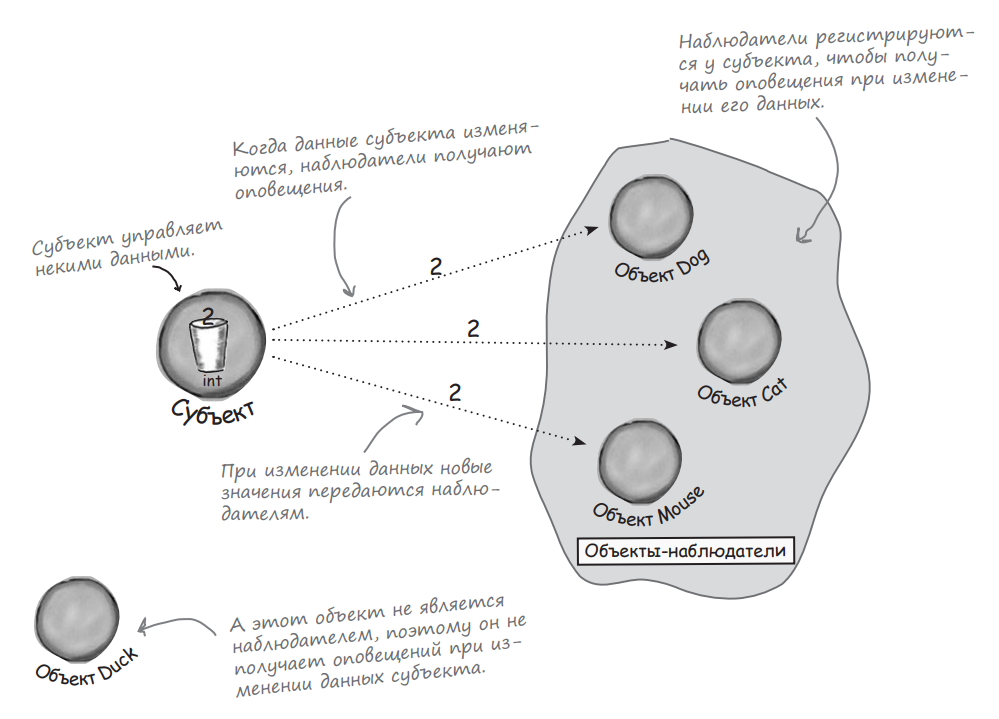 Наблюдатели регистрируют-
ся у субъекта, чтобы полу-
чать оповещения при измене-
нии его данных.
Когда данные субъекта изменя-
ются, наблюдатели получают
оповещения.
Субъект управляет
некими данными.
2
int
Субъект
2
2
2
Объект Dog
Объект Cat
Объект Mouse
Объекты-наблюдатели
При изменении данных новые
значения передаются наблю-
дателям.
Объект Duck
А этот объект не является
наблюдателем, поэтому он не
получает оповещений при из-
менении данных субъекта.